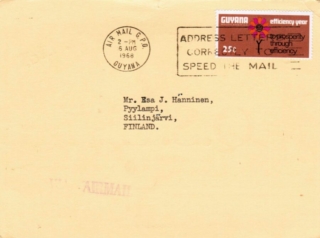 AIR MAIL G.P.O.
2 - PM
6 AUG
1968
GUYANA
ADDRESS LETTERS
CORRECTLY TO
SPEED THE MAIL
GUYANA efficiency year
prosperity
through
efficiency
25c
Mr. Esa J. Hänninen,
Pyylampi,
Siilinjärvi,
FINLAND.
AIRMAIL